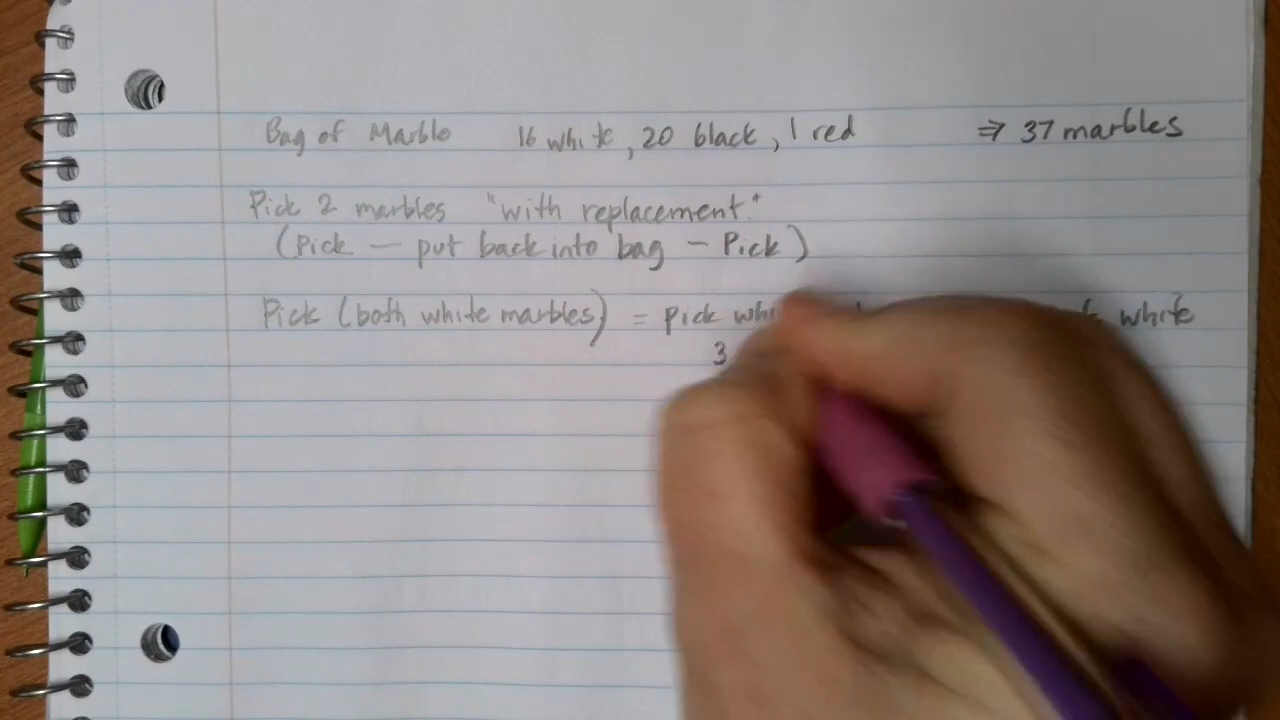 Bag of Marble 16 white, 20 black, 1 red ⇒ 37 marbles
Pick 2 marbles "with replacement."
(Pick — put back into bag — Pick)
Pick (both white marbles) = pick white
3